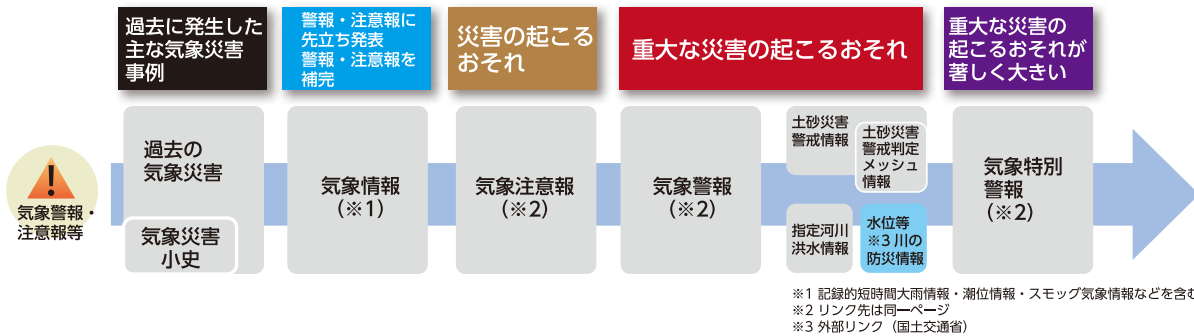 過去に発生した
主な気象災害
事例
警報・注意報に
先立ち発表
警報・注意報を
補完
災害の起こる
おそれ
重大な災害の起こるおそれ
重大な災害の
起こるおそれが
著しく大きい
気象警報・
注意報等
過去の
気象災害
気象災害
小史
気象情報
（※1）
気象注意報
（※2）
気象警報
（※2）
土砂災害
警戒情報
土砂災害
警戒判定
メッシュ
情報
指定河川
洪水情報
水位等
※3 川の
防災情報
気象特別
警報
（※2）
※1 記録的短時間大雨情報・潮位情報・スモッグ気象情報などを含む
※2 リンク先は同一ページ
※3 外部リンク（国土交通省）